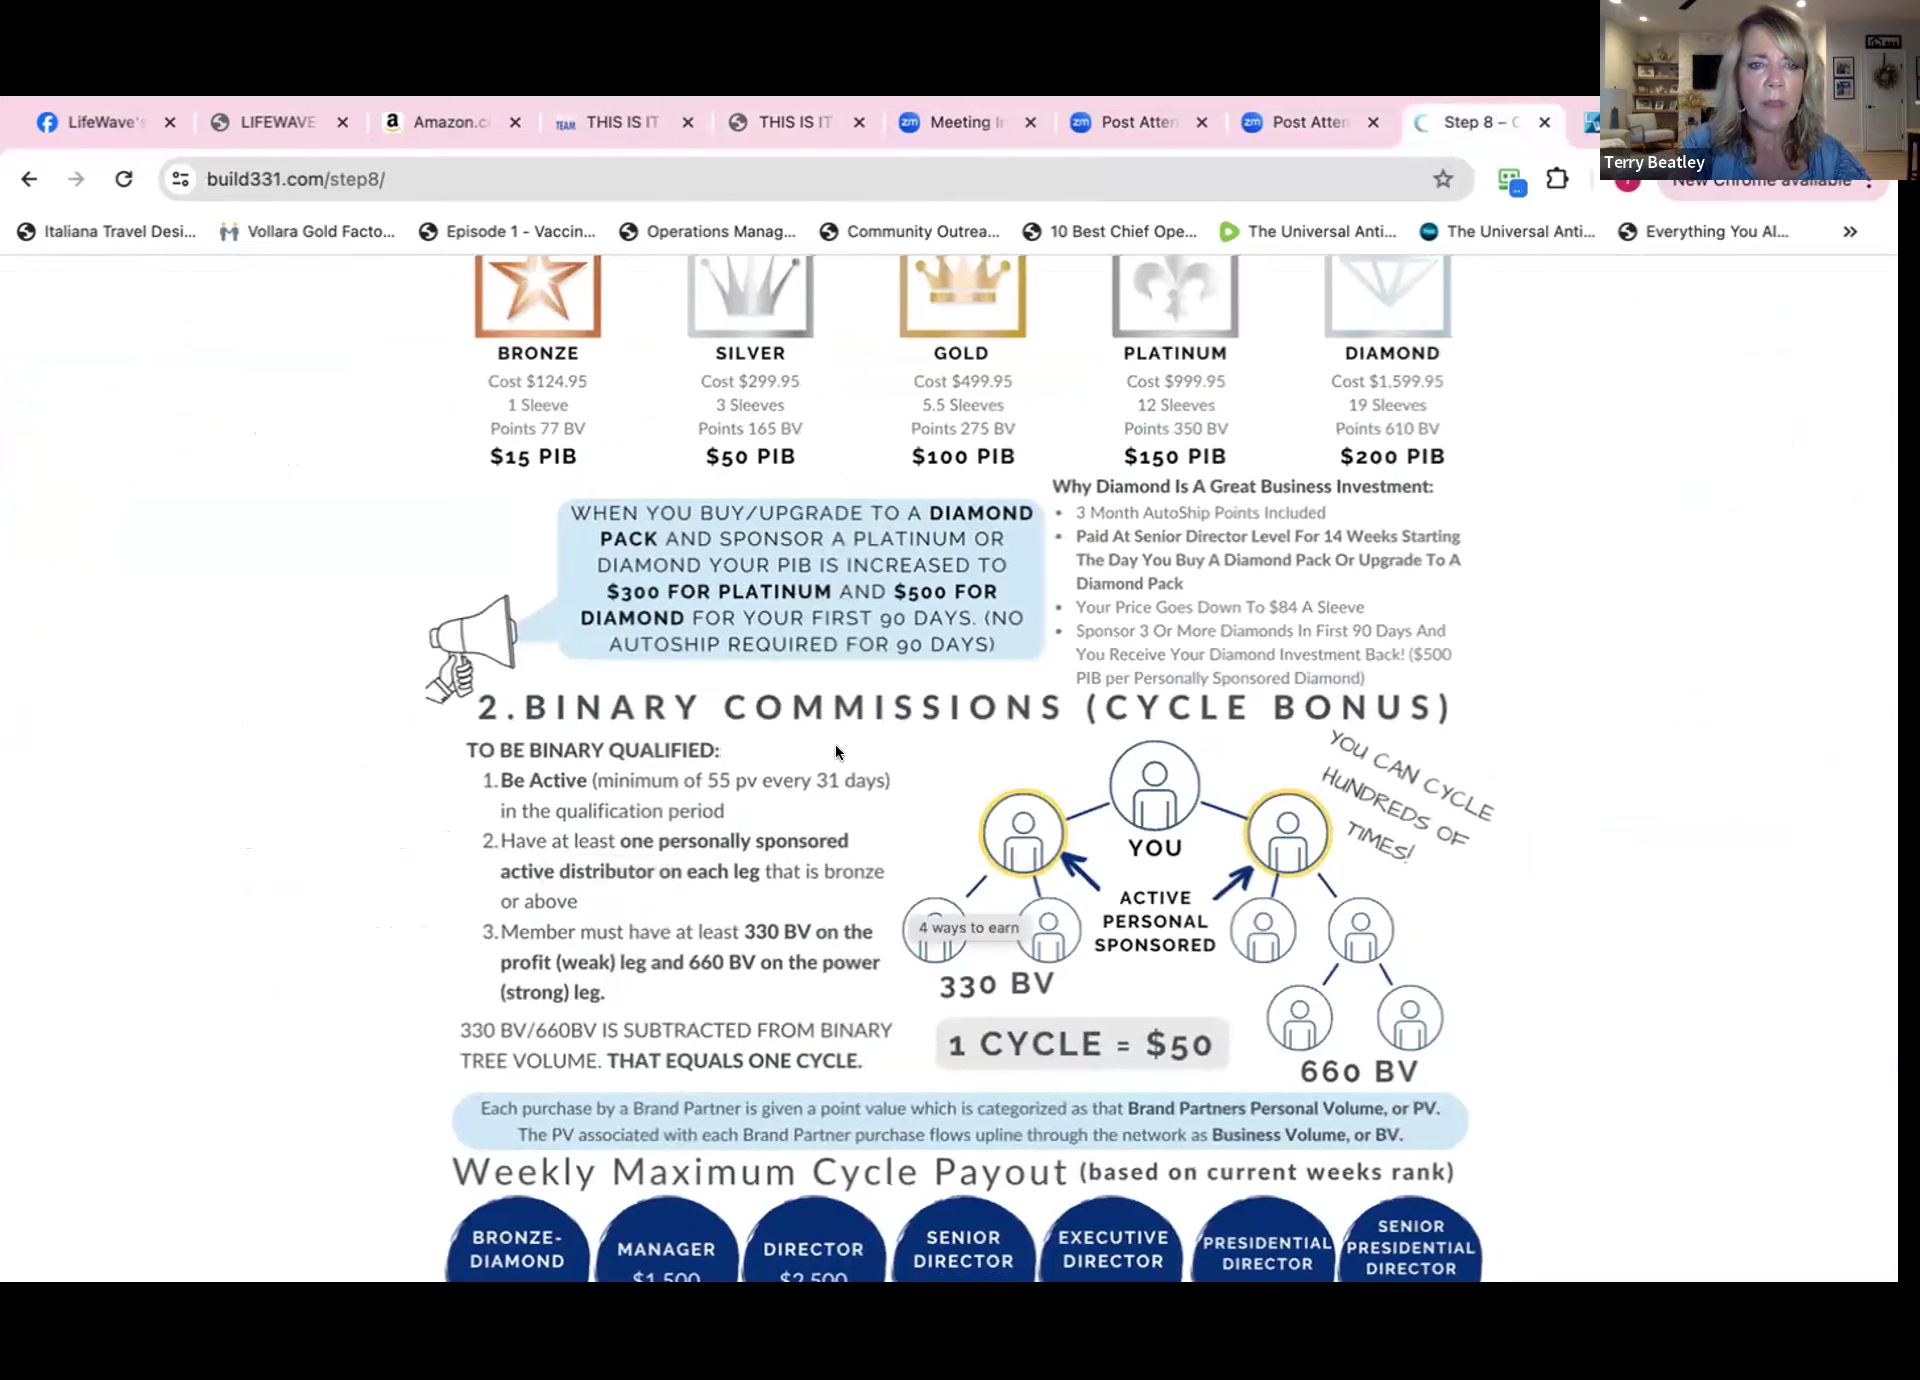 LifeWave's
LIFEWAVE
Amazon.c
TEAM THIS IS IT
THIS IS IT
zm Meeting In
zm Post Atten
zm Post Atten
Step 8 – C
Terry Beatley
build331.com/step8/
New Chrome available
Italiana Travel Desi...
Vollara Gold Facto...
Episode 1 - Vaccin...
Operations Manag...
Community Outrea...
10 Best Chief Ope...
The Universal Anti...
The Universal Anti...
Everything You Al...
BRONZE
Cost $124.95
1 Sleeve
Points 77 BV
$15 PIB
SILVER
Cost $299.95
3 Sleeves
Points 165 BV
$50 PIB
GOLD
Cost $499.95
5.5 Sleeves
Points 275 BV
$100 PIB
PLATINUM
Cost $999.95
12 Sleeves
Points 350 BV
$150 PIB
DIAMOND
Cost $1,599.95
19 Sleeves
Points 610 BV
$200 PIB
WHEN YOU BUY/UPGRADE TO A DIAMOND
PACK AND SPONSOR A PLATINUM OR
DIAMOND YOUR PIB IS INCREASED TO
$300 FOR PLATINUM AND $500 FOR
DIAMOND FOR YOUR FIRST 90 DAYS. (NO
AUTOSHIP REQUIRED FOR 90 DAYS)
Why Diamond Is A Great Business Investment:
• 3 Month AutoShip Points Included
• Paid At Senior Director Level For 14 Weeks Starting
The Day You Buy A Diamond Pack Or Upgrade To A
Diamond Pack
• Your Price Goes Down To $84 A Sleeve
• Sponsor 3 Or More Diamonds In First 90 Days And
You Receive Your Diamond Investment Back! ($500
PIB per Personally Sponsored Diamond)
2.BINARY COMMISSIONS (CYCLE BONUS)
TO BE BINARY QUALIFIED:
1. Be Active (minimum of 55 pv every 31 days)
in the qualification period
2. Have at least one personally sponsored
active distributor on each leg that is bronze
or above
3. Member must have at least 330 BV on the
profit (weak) leg and 660 BV on the power
(strong) leg.
330 BV/660BV IS SUBTRACTED FROM BINARY
TREE VOLUME. THAT EQUALS ONE CYCLE.
YOU CAN CYCLE
HUNDREDS OF
TIMES!
YOU
ACTIVE
PERSONAL
SPONSORED
4 ways to earn
330 BV
1 CYCLE = $50
660 BV
Each purchase by a Brand Partner is given a point value which is categorized as that Brand Partners Personal Volume, or PV.
The PV associated with each Brand Partner purchase flows upline through the network as Business Volume, or BV.
Weekly Maximum Cycle Payout (based on current weeks rank)
BRONZE-
DIAMOND
MANAGER
$1,500
DIRECTOR
$2,500
SENIOR
DIRECTOR
EXECUTIVE
DIRECTOR
PRESIDENTIAL
DIRECTOR
SENIOR
PRESIDENTIAL
DIRECTOR